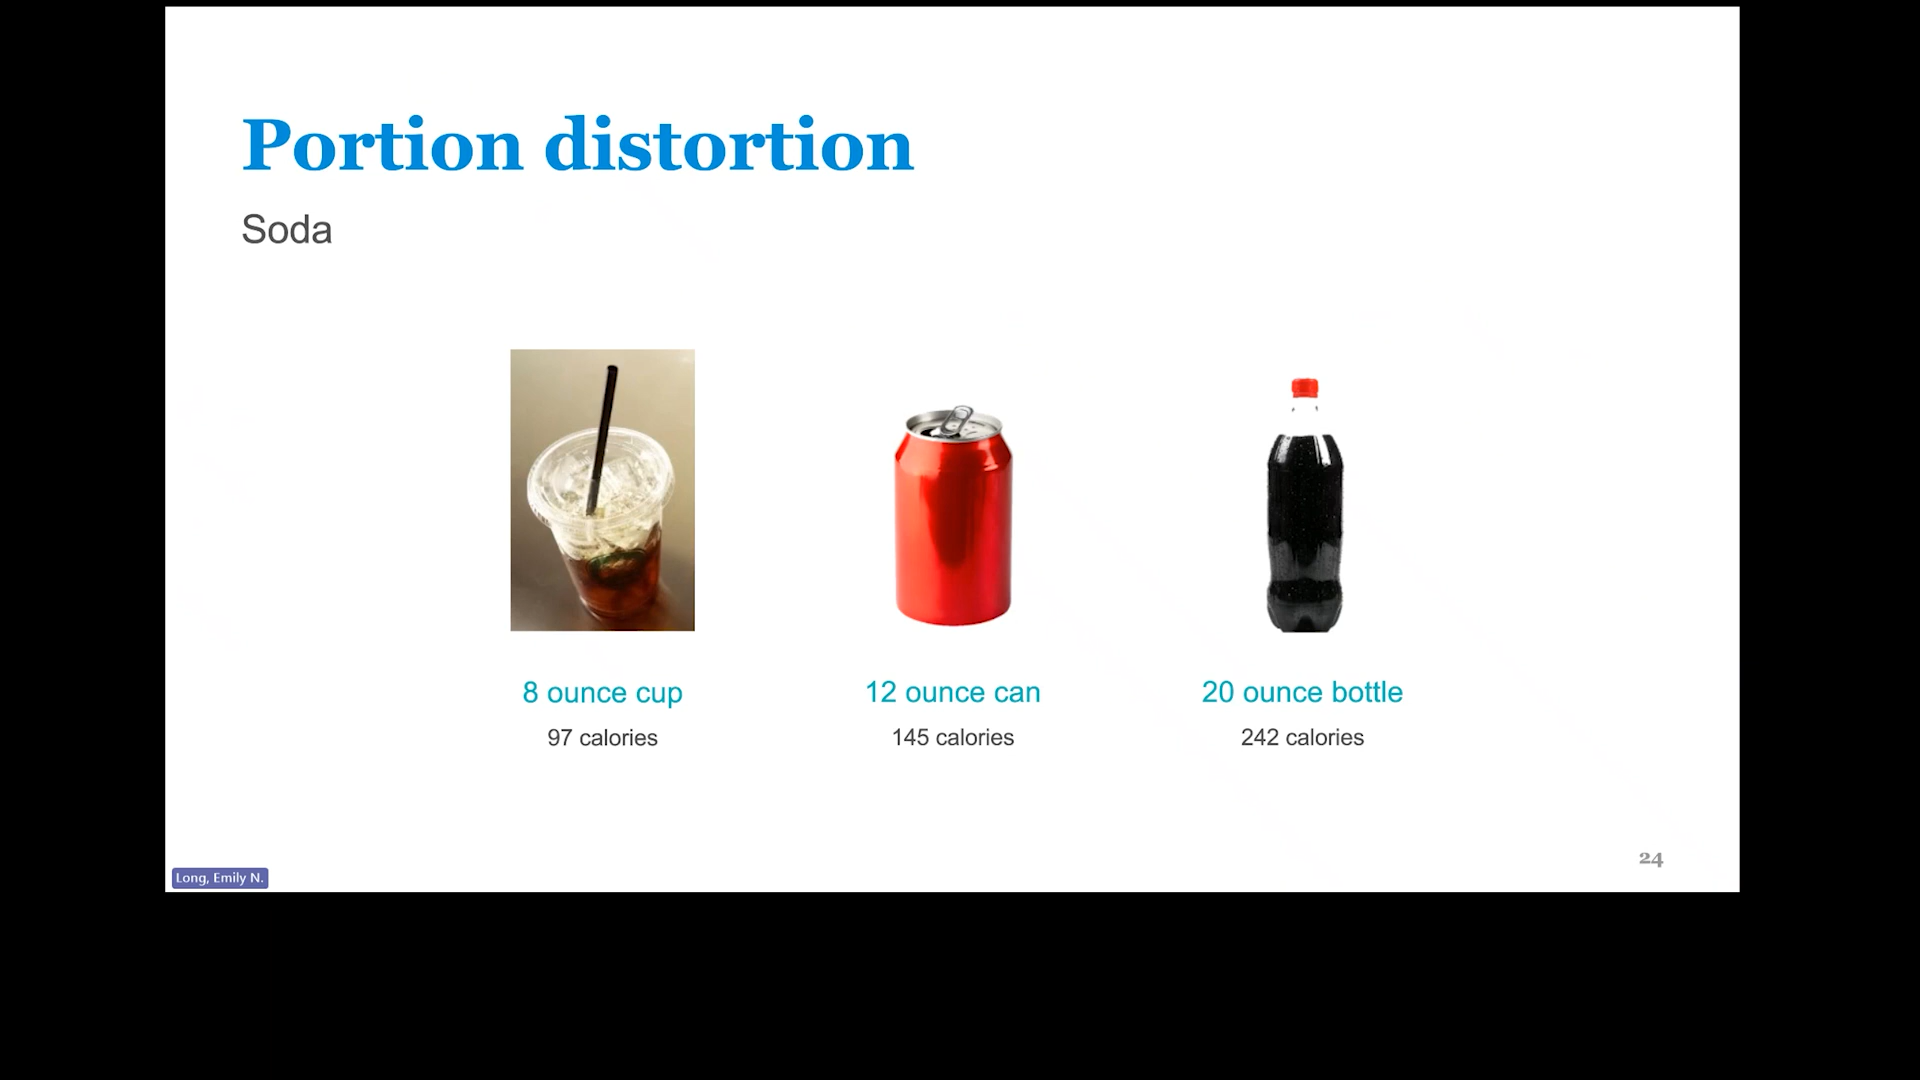 Portion distortion
Soda
8 ounce cup
12 ounce can
20 ounce bottle
97 calories
145 calories
242 calories
24
Long, Emily N.